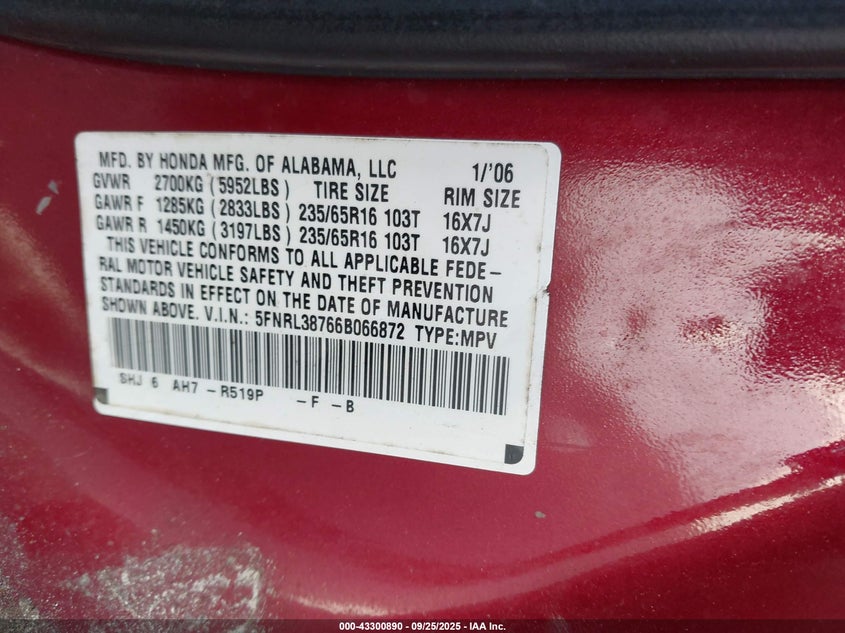 MFD. BY HONDA MFG. OF ALABAMA, LLC 1/'06
GVWR 2700KG (5952LBS) TIRE SIZE RIM SIZE
GAWR F 1285KG (2833LBS) 235/65R16 103T 16X7J
GAWR R 1450KG (3197LBS) 235/65R16 103T 16X7J
THIS VEHICLE CONFORMS TO ALL APPLICABLE FEDE-
RAL MOTOR VEHICLE SAFETY AND THEFT PREVENTION
STANDARDS IN EFFECT ON THE DATE OF MANUFACTURE
SHOWN ABOVE. V.I.N.: 5FNRL38766B066872 TYPE:MPV
SHJ 6 AH7 -R519P -F -B
000-43300890 - 09/25/2025 - IAA Inc.